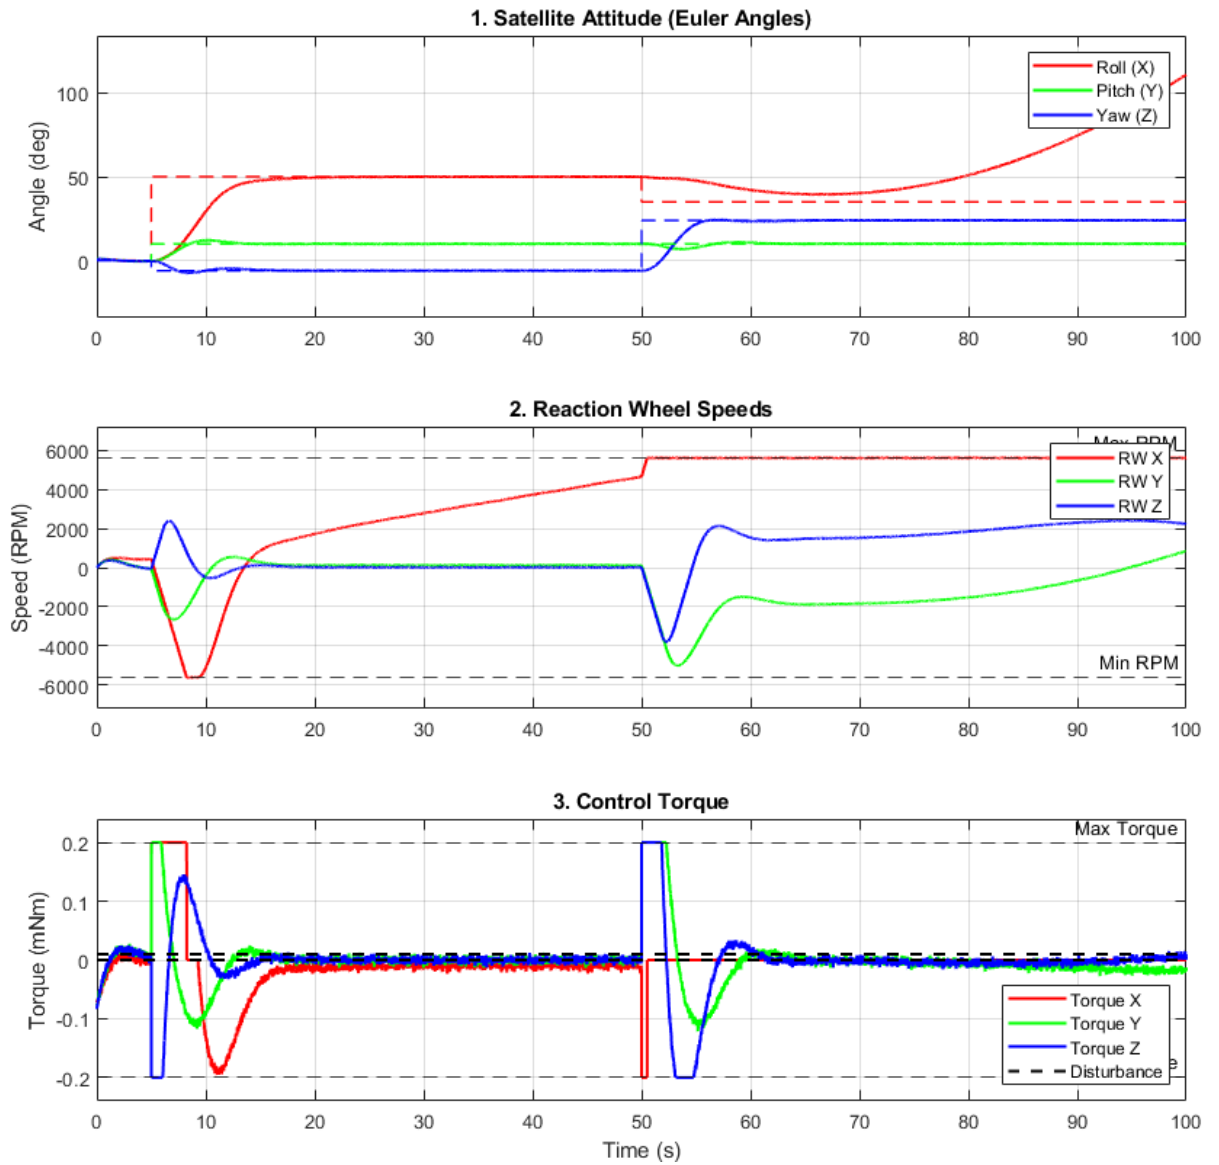 1. Satellite Attitude (Euler Angles)
Angle (deg)
100
50
0
Roll (X)
Pitch (Y)
Yaw (Z)
0 10 20 30 40 50 60 70 80 90 100
2. Reaction Wheel Speeds
Speed (RPM)
6000
4000
2000
0
-2000
-4000
-6000
Max RPM
RW X
RW Y
RW Z
Min RPM
0 10 20 30 40 50 60 70 80 90 100
3. Control Torque
Torque (mNm)
0.2
0.1
0
-0.1
-0.2
Max Torque
Torque X
Torque Y
Torque Z
Disturbance
0 10 20 30 40 50 60 70 80 90 100
Time (s)